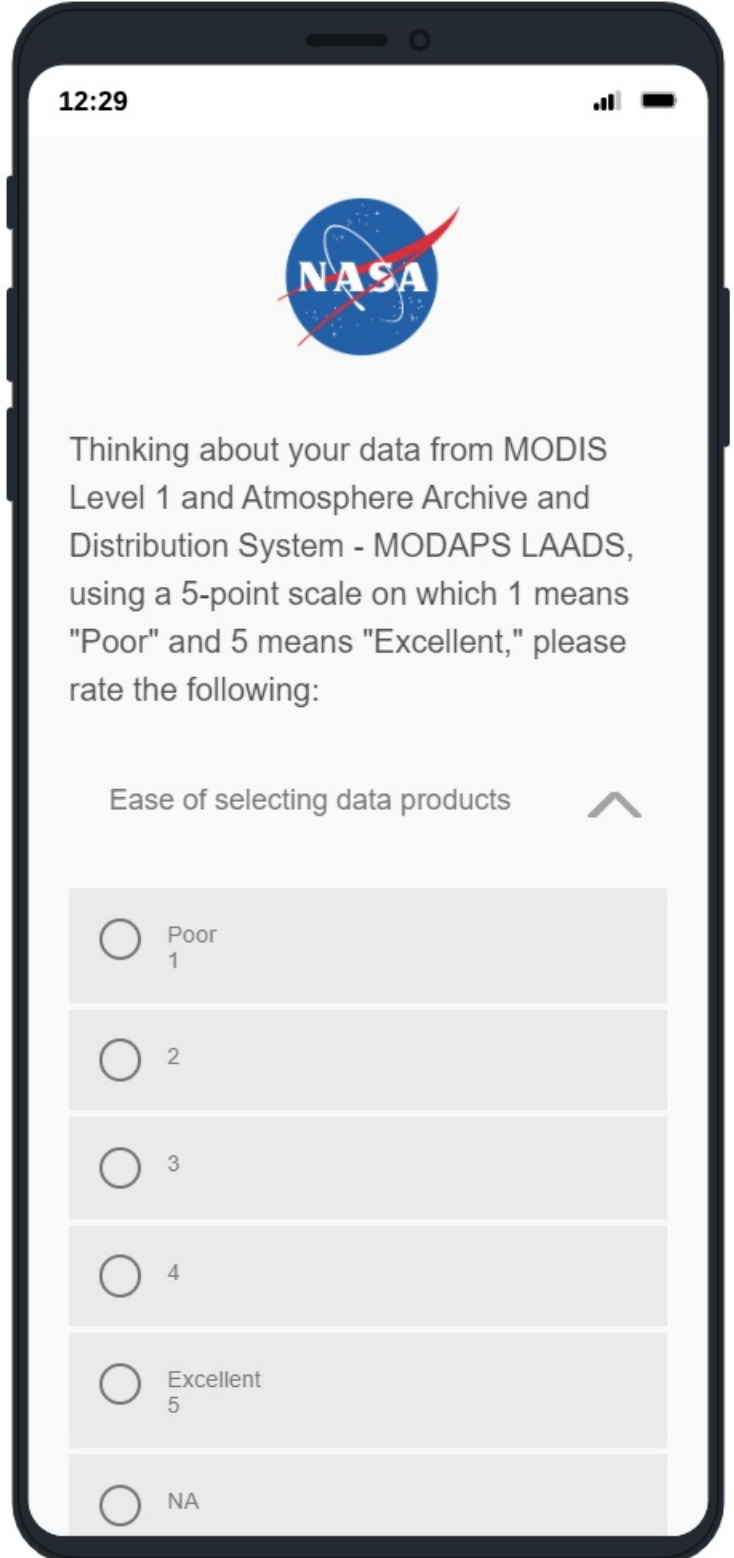 12:29
NASA
Thinking about your data from MODIS
Level 1 and Atmosphere Archive and
Distribution System - MODAPS LAADS,
using a 5-point scale on which 1 means
"Poor" and 5 means "Excellent," please
rate the following:
Ease of selecting data products
Poor
1
2
3
4
Excellent
5
NA